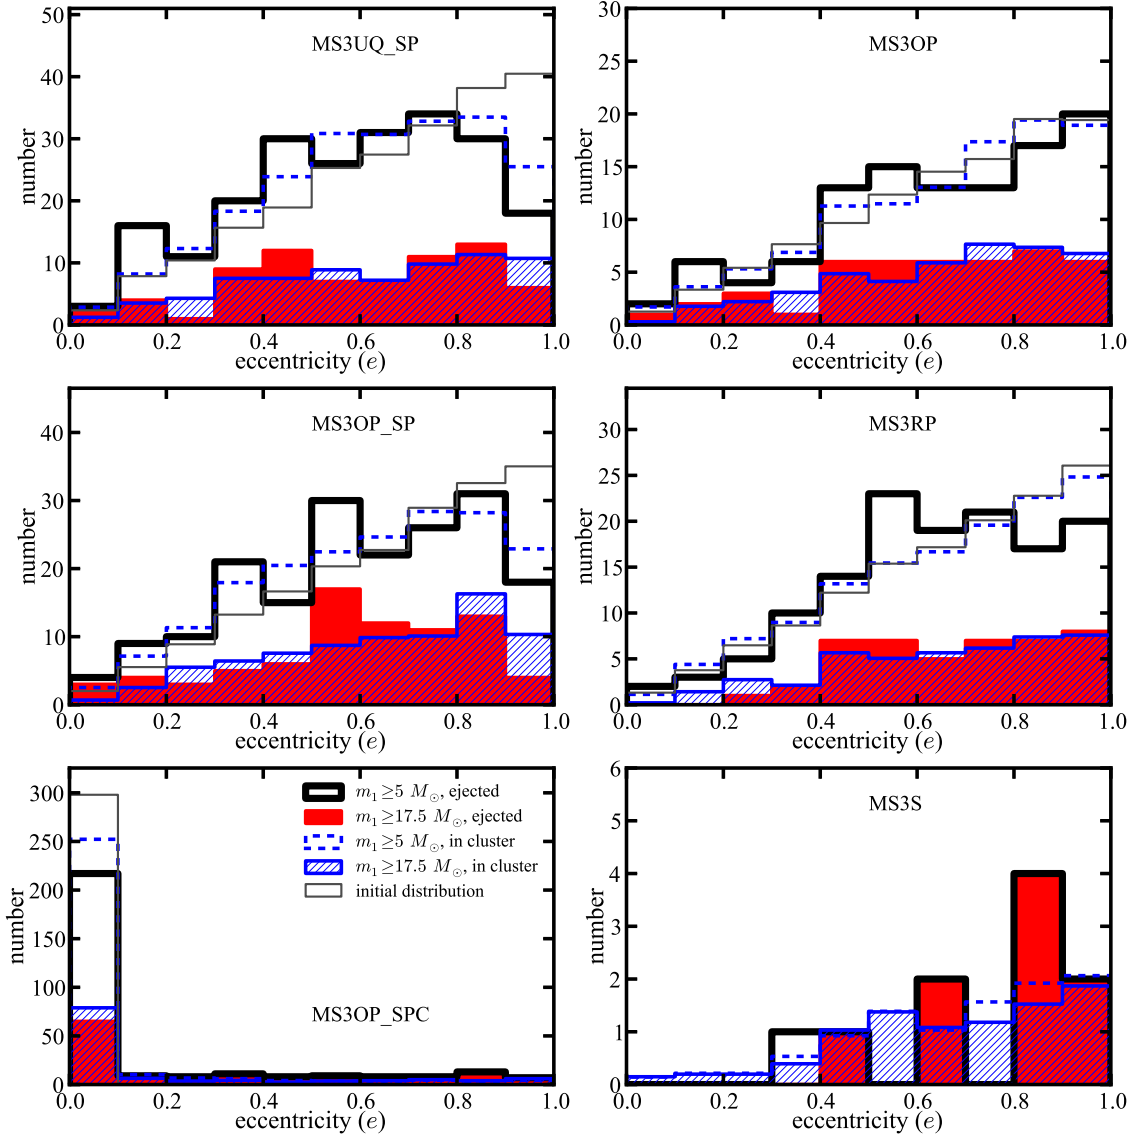 MS3UQ_SP
50
40
30
20
10
0
number
0.0 0.2 0.4 0.6 0.8 1.0
eccentricity (e)
MS3OP
30
25
20
15
10
5
0
number
0.0 0.2 0.4 0.6 0.8 1.0
eccentricity (e)
MS3OP_SP
40
30
20
10
0
number
0.0 0.2 0.4 0.6 0.8 1.0
eccentricity (e)
MS3RP
30
25
20
15
10
5
0
number
0.0 0.2 0.4 0.6 0.8 1.0
eccentricity (e)
300
250
200
150
100
50
0
number
m₁≥5 M⊙, ejected
m₁≥17.5 M⊙, ejected
m₁≥5 M⊙, in cluster
m₁≥17.5 M⊙, in cluster
initial distribution
MS3OP_SPC
0.0 0.2 0.4 0.6 0.8 1.0
eccentricity (e)
MS3S
6
5
4
3
2
1
0
number
0.0 0.2 0.4 0.6 0.8 1.0
eccentricity (e)